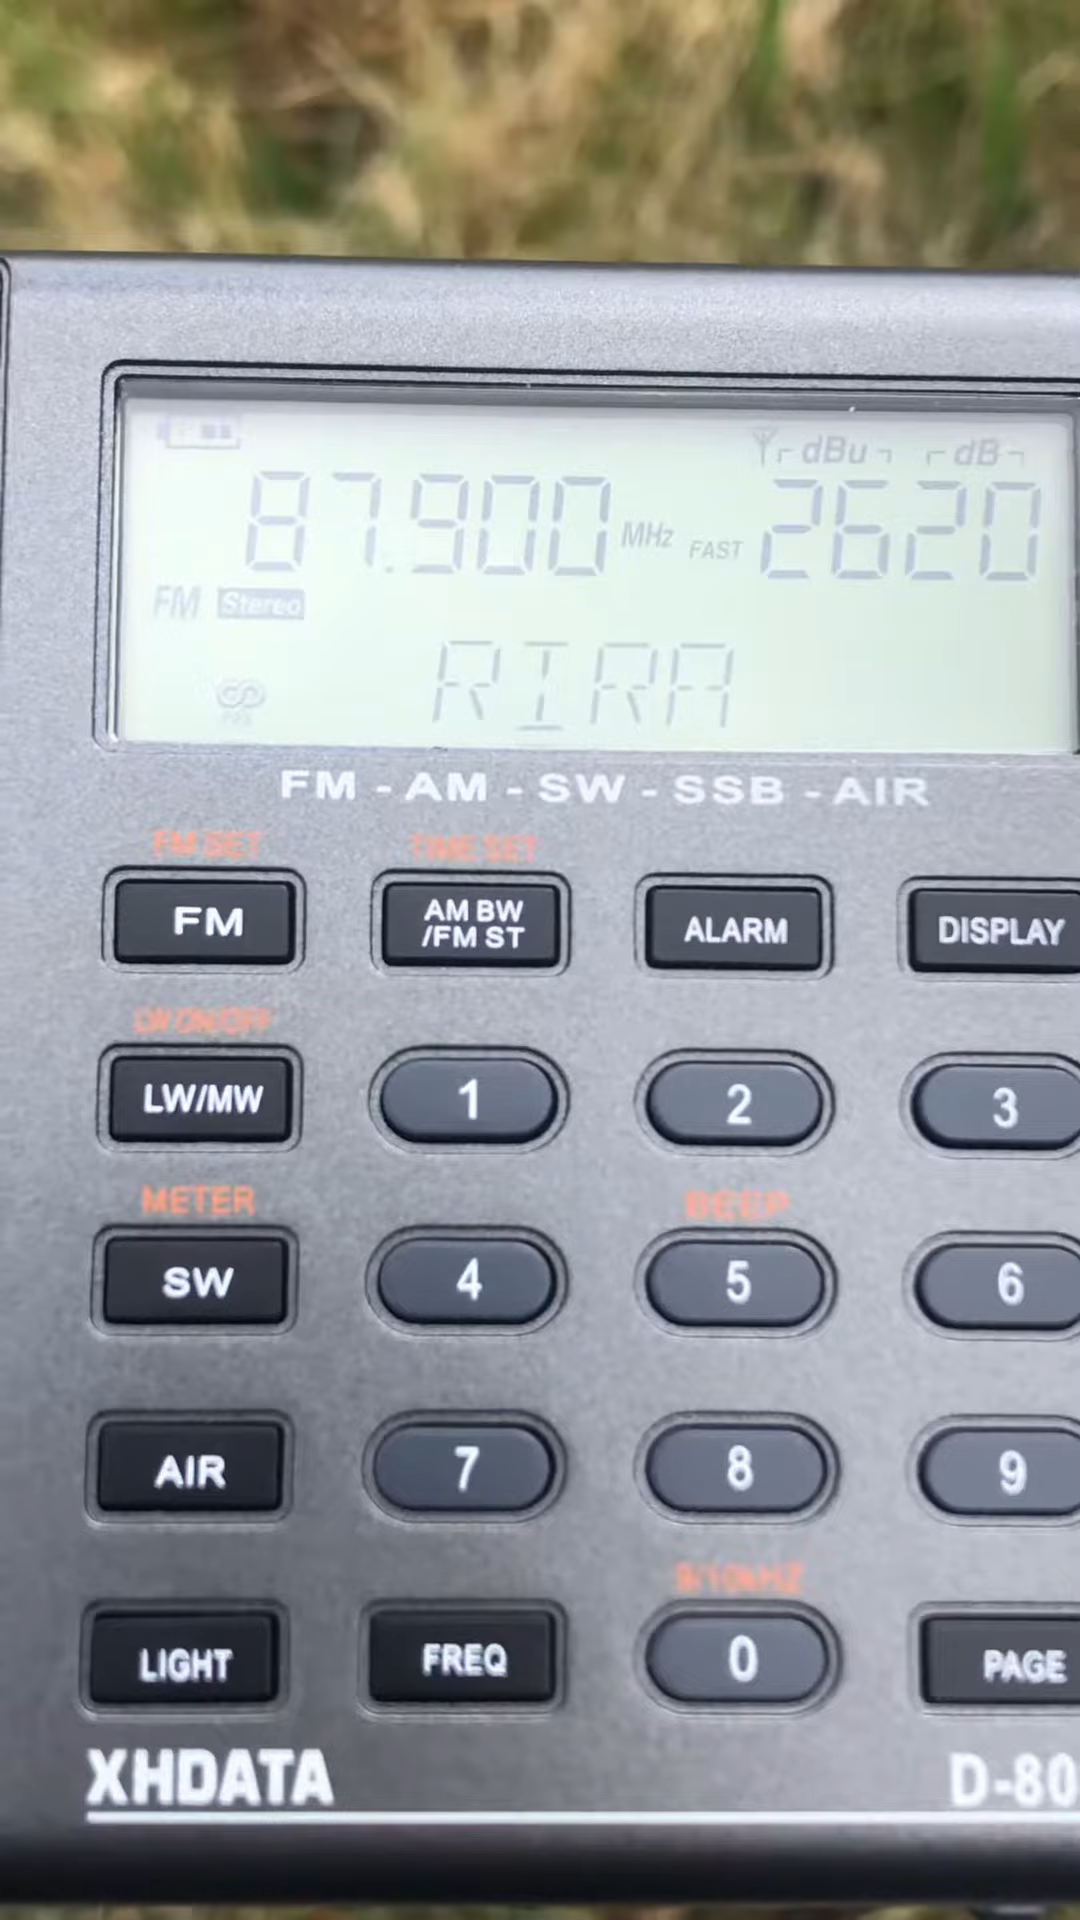 dBu dB
87.900 MHz FAST 2620
FM Stereo
RIRA
FM - AM - SW - SSB - AIR
FM SET TIME SET
FM AM BW /FM ST ALARM DISPLAY
LW ON/OFF
LW/MW 1 2 3
METER BEEP
SW 4 5 6
AIR 7 8 9
9/10kHZ
LIGHT FREQ 0 PAGE
XHDATA D-80